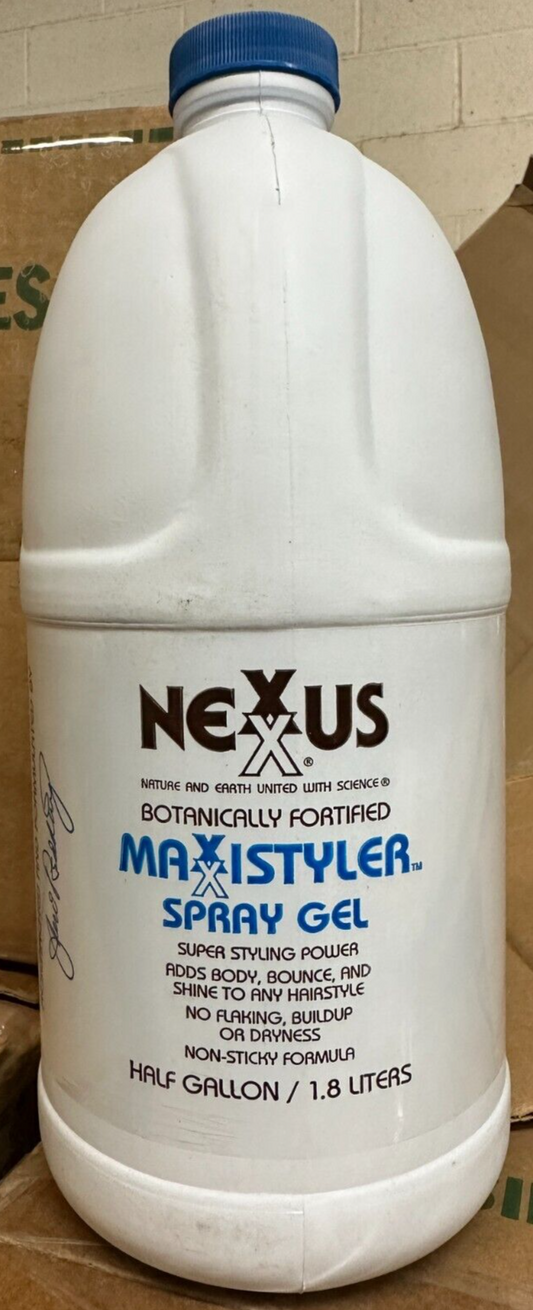 NEXXUS®
NATURE AND EARTH UNITED WITH SCIENCE®
BOTANICALLY FORTIFIED
MAXXISTYLER™
SPRAY GEL
SUPER STYLING POWER
ADDS BODY, BOUNCE, AND
SHINE TO ANY HAIRSTYLE
NO FLAKING, BUILDUP
OR DRYNESS
NON-STICKY FORMULA
HALF GALLON / 1.8 LITERS
ES